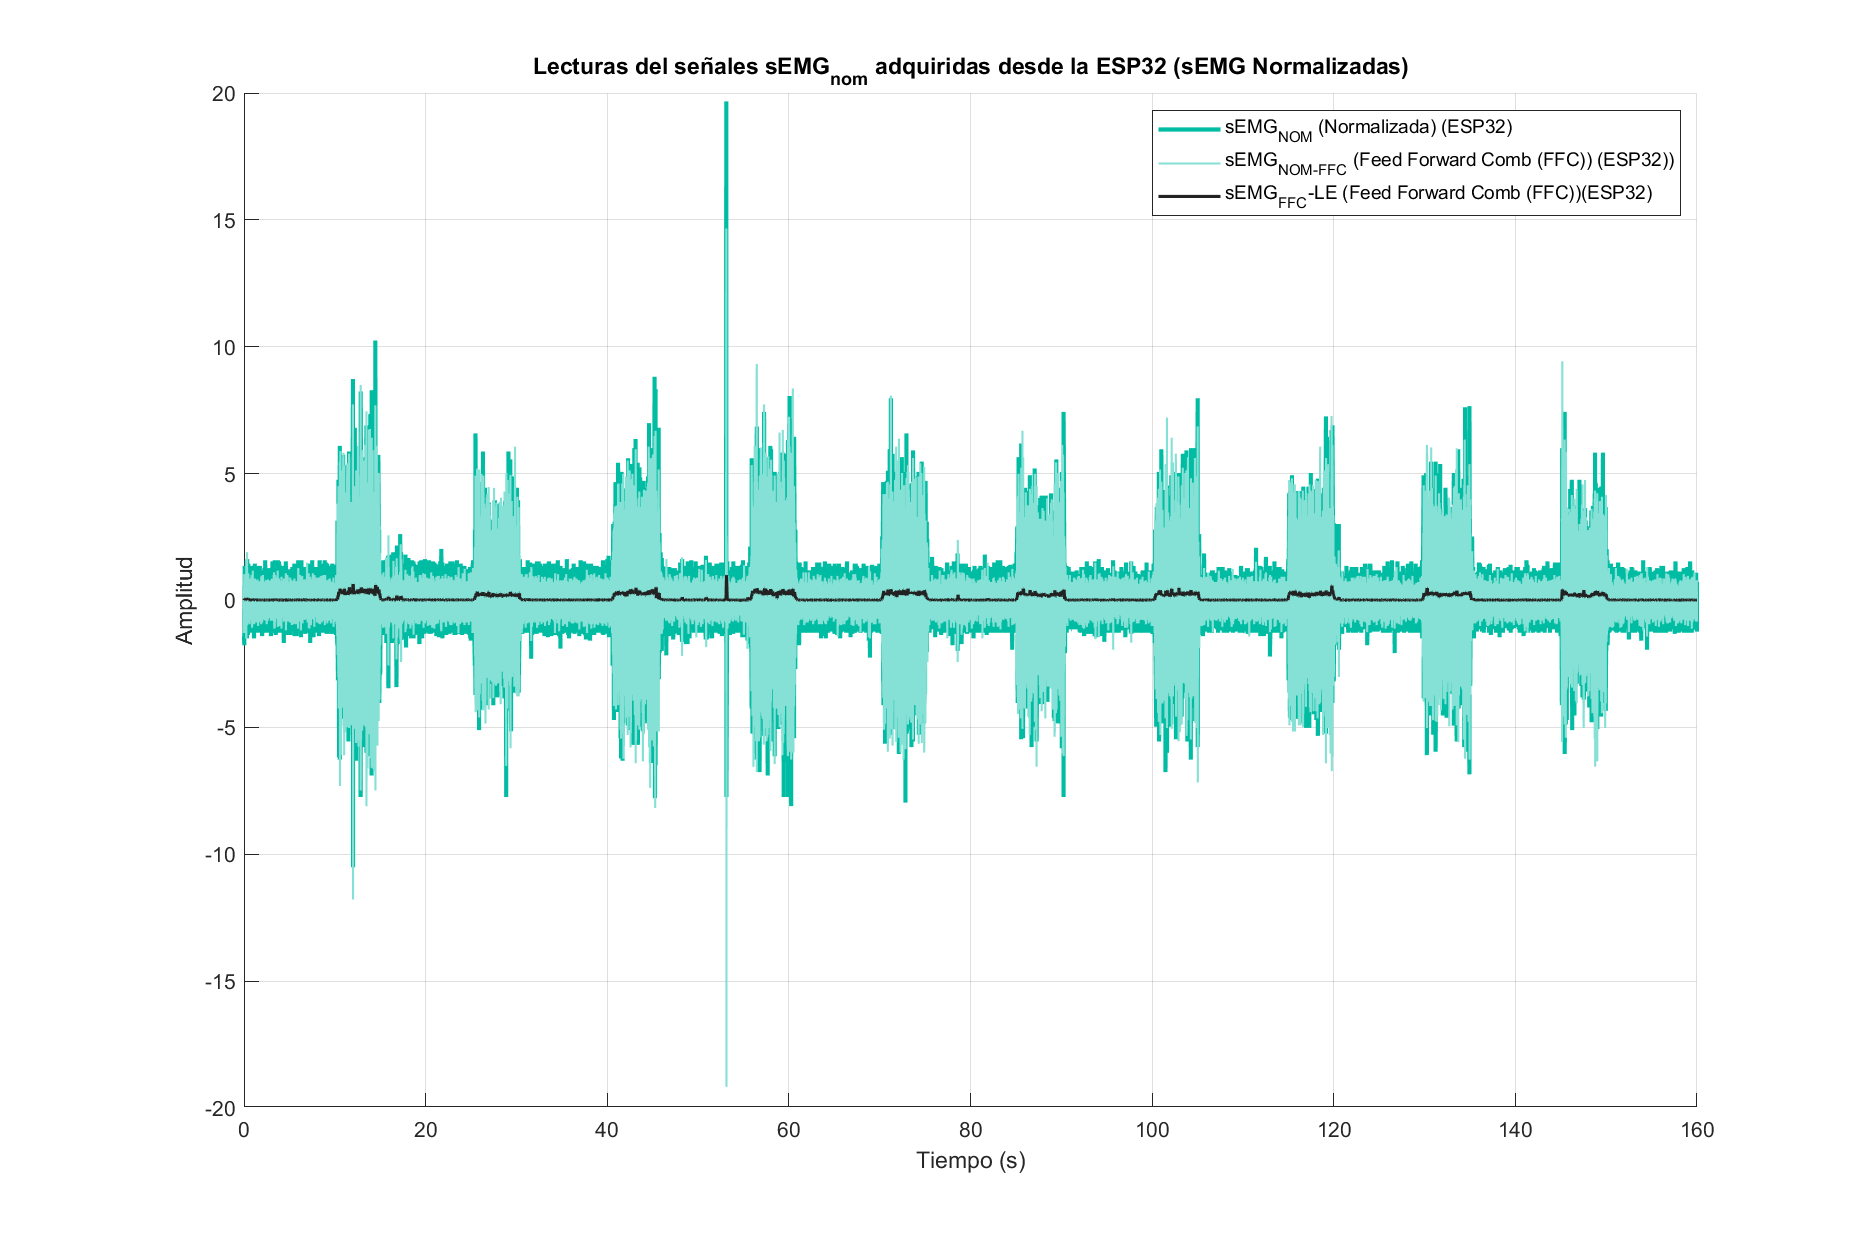 Lecturas del señales sEMGnom adquiridas desde la ESP32 (sEMG Normalizadas)
sEMGNOM (Normalizada) (ESP32)
sEMGNOM-FFC (Feed Forward Comb (FFC)) (ESP32))
sEMGFFC-LE (Feed Forward Comb (FFC))(ESP32)
20
15
10
5
0
-5
-10
-15
-20
Amplitud
0 20 40 60 80 100 120 140 160
Tiempo (s)